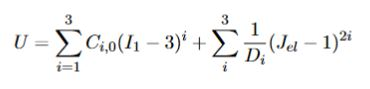 U = \sum_{i=1}^{3} C_{i,0}(I_1 - 3)^i + \sum_{i}^{3} \frac{1}{D_i}(J_{el} - 1)^{2i}